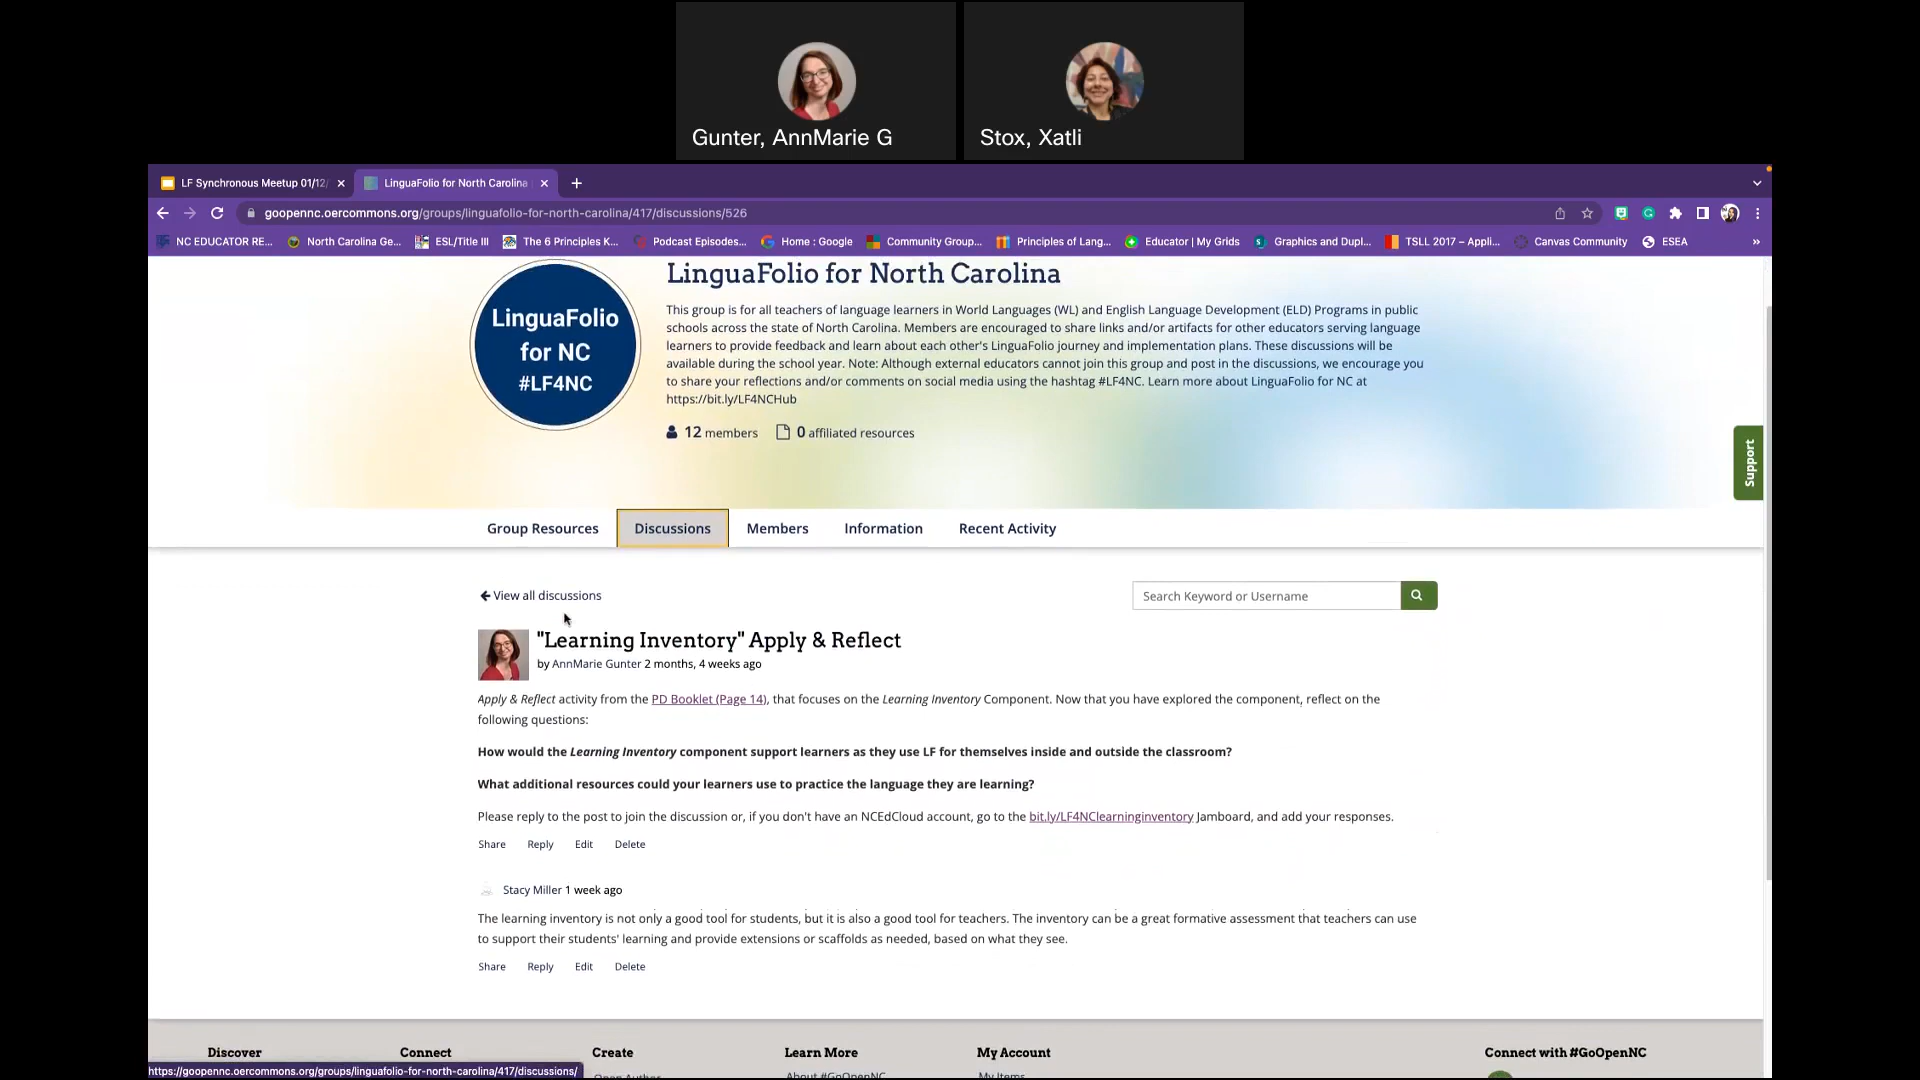 Gunter, AnnMarie G
Stox, Xatli
LF Synchronous Meetup 01/12/
LinguaFolio for North Carolina
goopennc.oercommons.org/groups/linguafolio-for-north-carolina/417/discussions/526
NC EDUCATOR RE... North Carolina Ge... ESL/Title III The 6 Principles K... Podcast Episodes... Home : Google Community Group... Principles of Lang... Educator | My Grids Graphics and Dupl... TSLL 2017 – Appli... Canvas Community ESEA »
LinguaFolio
for NC
#LF4NC
LinguaFolio for North Carolina
This group is for all teachers of language learners in World Languages (WL) and English Language Development (ELD) Programs in public
schools across the state of North Carolina. Members are encouraged to share links and/or artifacts for other educators serving language
learners to provide feedback and learn about each other's LinguaFolio journey and implementation plans. These discussions will be
available during the school year. Note: Although external educators cannot join this group and post in the discussions, we encourage you
to share your reflections and/or comments on social media using the hashtag #LF4NC. Learn more about LinguaFolio for NC at
https://bit.ly/LF4NCHub
12 members 0 affiliated resources
Support
Group Resources Discussions Members Information Recent Activity
View all discussions
Search Keyword or Username
"Learning Inventory" Apply & Reflect
by AnnMarie Gunter 2 months, 4 weeks ago
Apply & Reflect activity from the PD Booklet (Page 14), that focuses on the Learning Inventory Component. Now that you have explored the component, reflect on the
following questions:
How would the Learning Inventory component support learners as they use LF for themselves inside and outside the classroom?
What additional resources could your learners use to practice the language they are learning?
Please reply to the post to join the discussion or, if you don't have an NCEdCloud account, go to the bit.ly/LF4NClearninginventory Jamboard, and add your responses.
Share Reply Edit Delete
Stacy Miller 1 week ago
The learning inventory is not only a good tool for students, but it is also a good tool for teachers. The inventory can be a great formative assessment that teachers can use
to support their students' learning and provide extensions or scaffolds as needed, based on what they see.
Share Reply Edit Delete
Discover Connect Create Learn More My Account Connect with #GoOpenNC
https://goopennc.oercommons.org/groups/linguafolio-for-north-carolina/417/discussions/
Open Author About #GoOpenNC My Items